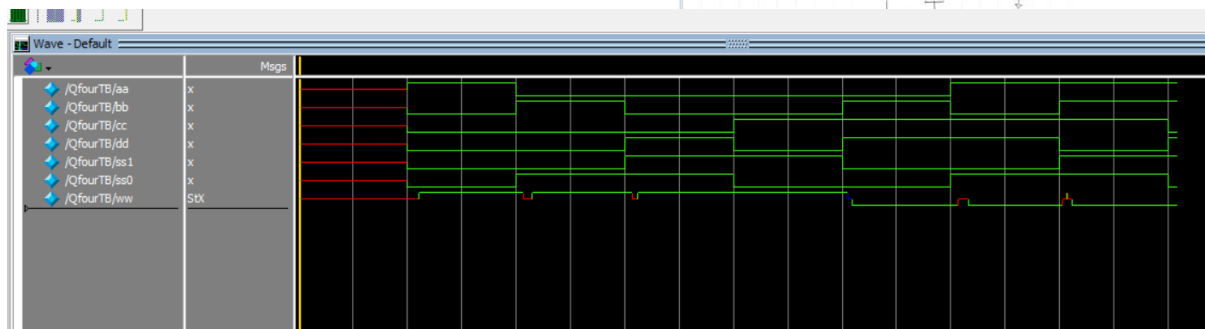 Wave - Default
Msgs
/QfourTB/aa x
/QfourTB/bb x
/QfourTB/cc x
/QfourTB/dd x
/QfourTB/ss1 x
/QfourTB/ss0 x
/QfourTB/ww StX